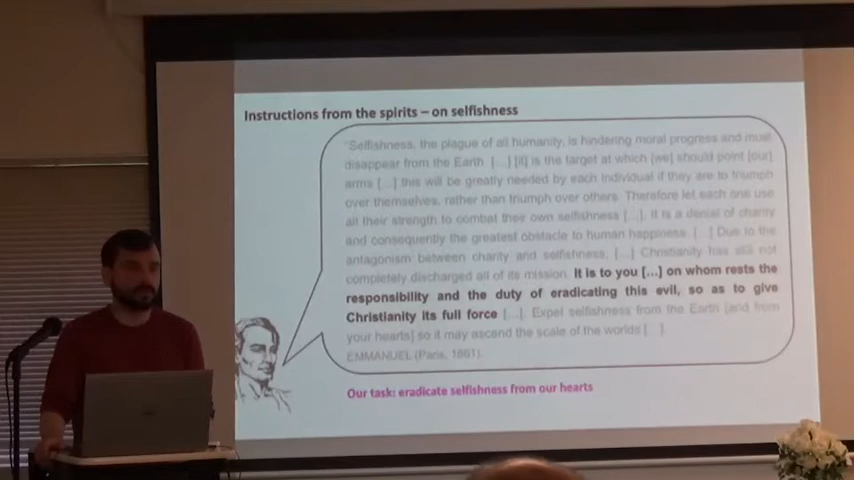 Instructions from the spirits – on selfishness
"Selfishness, the plague of all humanity, is hindering moral progress and must
disappear from the Earth. [...] [it] is the target at which [we] should point [our]
arms [...] this will be greatly needed by each individual if they are to triumph
over themselves, rather than triumph over others. Therefore let each one use
all their strength to combat their own selfishness [...]. It is a denial of charity
and consequently the greatest obstacle to human happiness. [...] Due to the
antagonism between charity and selfishness, [...] Christianity has still not
completely discharged all of its mission. It is to you [...] on whom rests the
responsibility and the duty of eradicating this evil, so as to give
Christianity its full force [...]. Expel selfishness from the Earth [and from
your hearts] so it may ascend the scale of the worlds [...].
EMMANUEL (Paris, 1861).
Our task: eradicate selfishness from our hearts